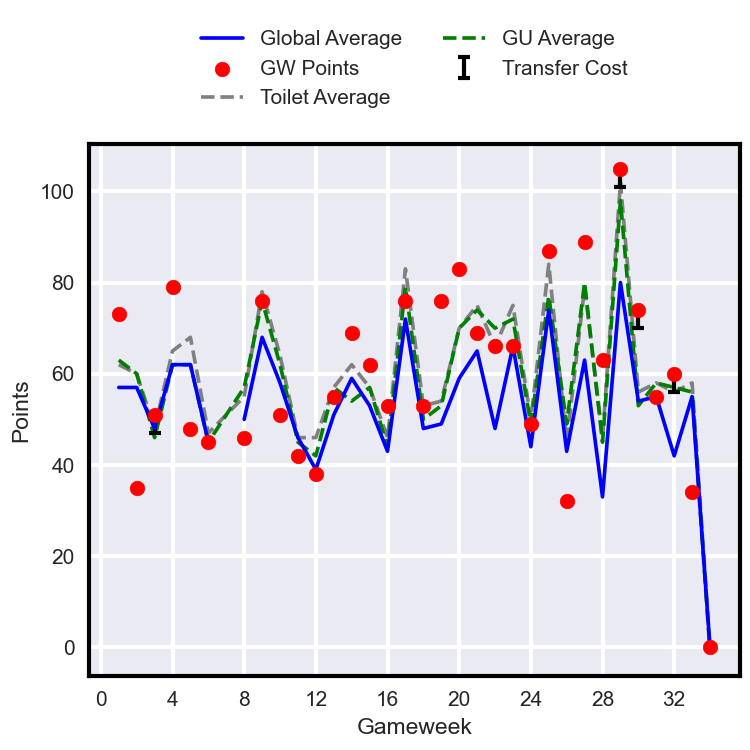 Global Average
GW Points
Toilet Average
GU Average
Transfer Cost
Points
100
80
60
40
20
0
0 4 8 12 16 20 24 28 32
Gameweek